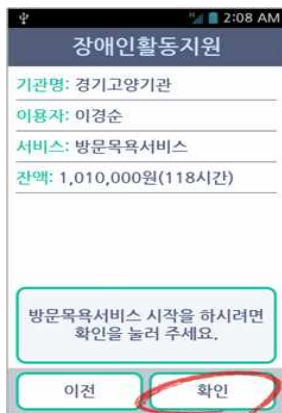 2:08 AM
장애인활동지원
기관명: 경기고양기관
이용자: 이경순
서비스: 방문목욕서비스
잔액: 1,010,000원(118시간)
방문목욕서비스 시작을 하시려면
확인을 눌러 주세요.
이전
확인